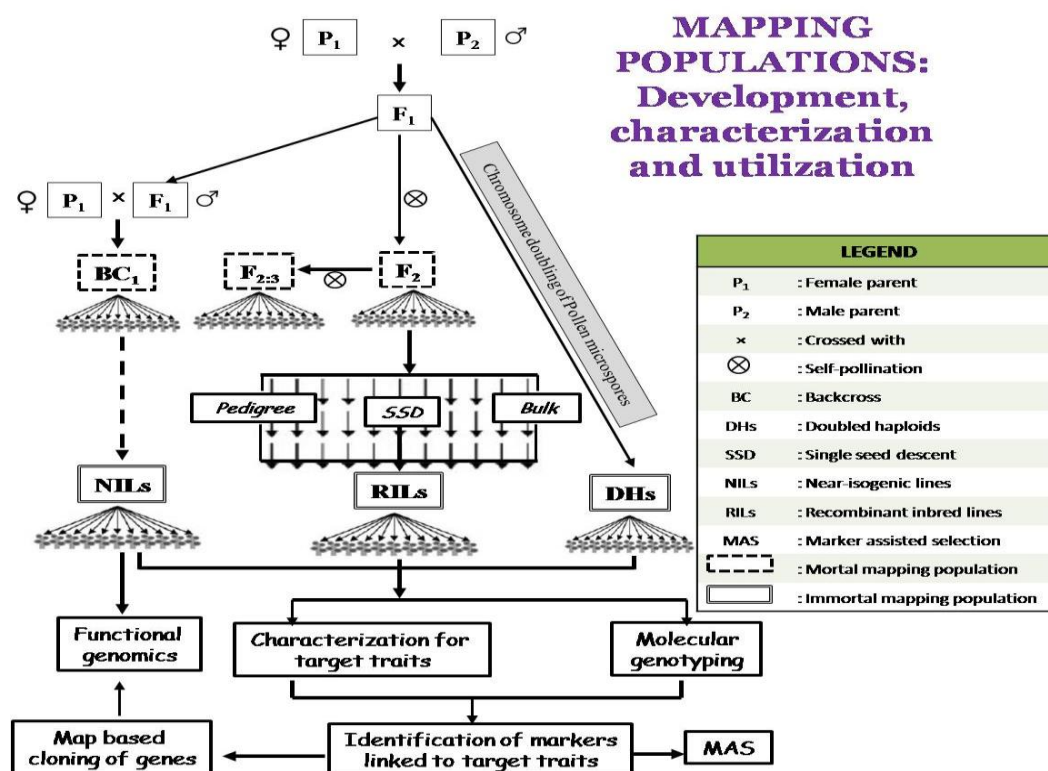 MAPPING
POPULATIONS:
Development,
characterization
and utilization
♀ P₁ × P₂ ♂
F₁
Chromosome doubling of Pollen microspores
♀ P₁ × F₁ ♂
⊗
BC₁
F₂:₃
⊗
F₂
Pedigree
SSD
Bulk
NILs
RILs
DHs
Functional
genomics
Characterization for
target traits
Molecular
genotyping
Map based
cloning of genes
Identification of markers
linked to target traits
MAS
LEGEND
P₁ : Female parent
P₂ : Male parent
× : Crossed with
⊗ : Self-pollination
BC : Backcross
DHs : Doubled haploids
SSD : Single seed descent
NILs : Near-isogenic lines
RILs : Recombinant inbred lines
MAS : Marker assisted selection
: Mortal mapping population
: Immortal mapping population